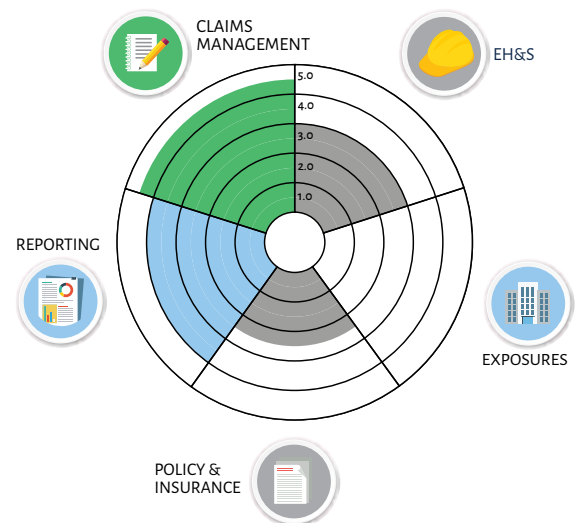 CLAIMS
MANAGEMENT
EH&S
5.0
4.0
3.0
2.0
1.0
REPORTING
EXPOSURES
POLICY &
INSURANCE